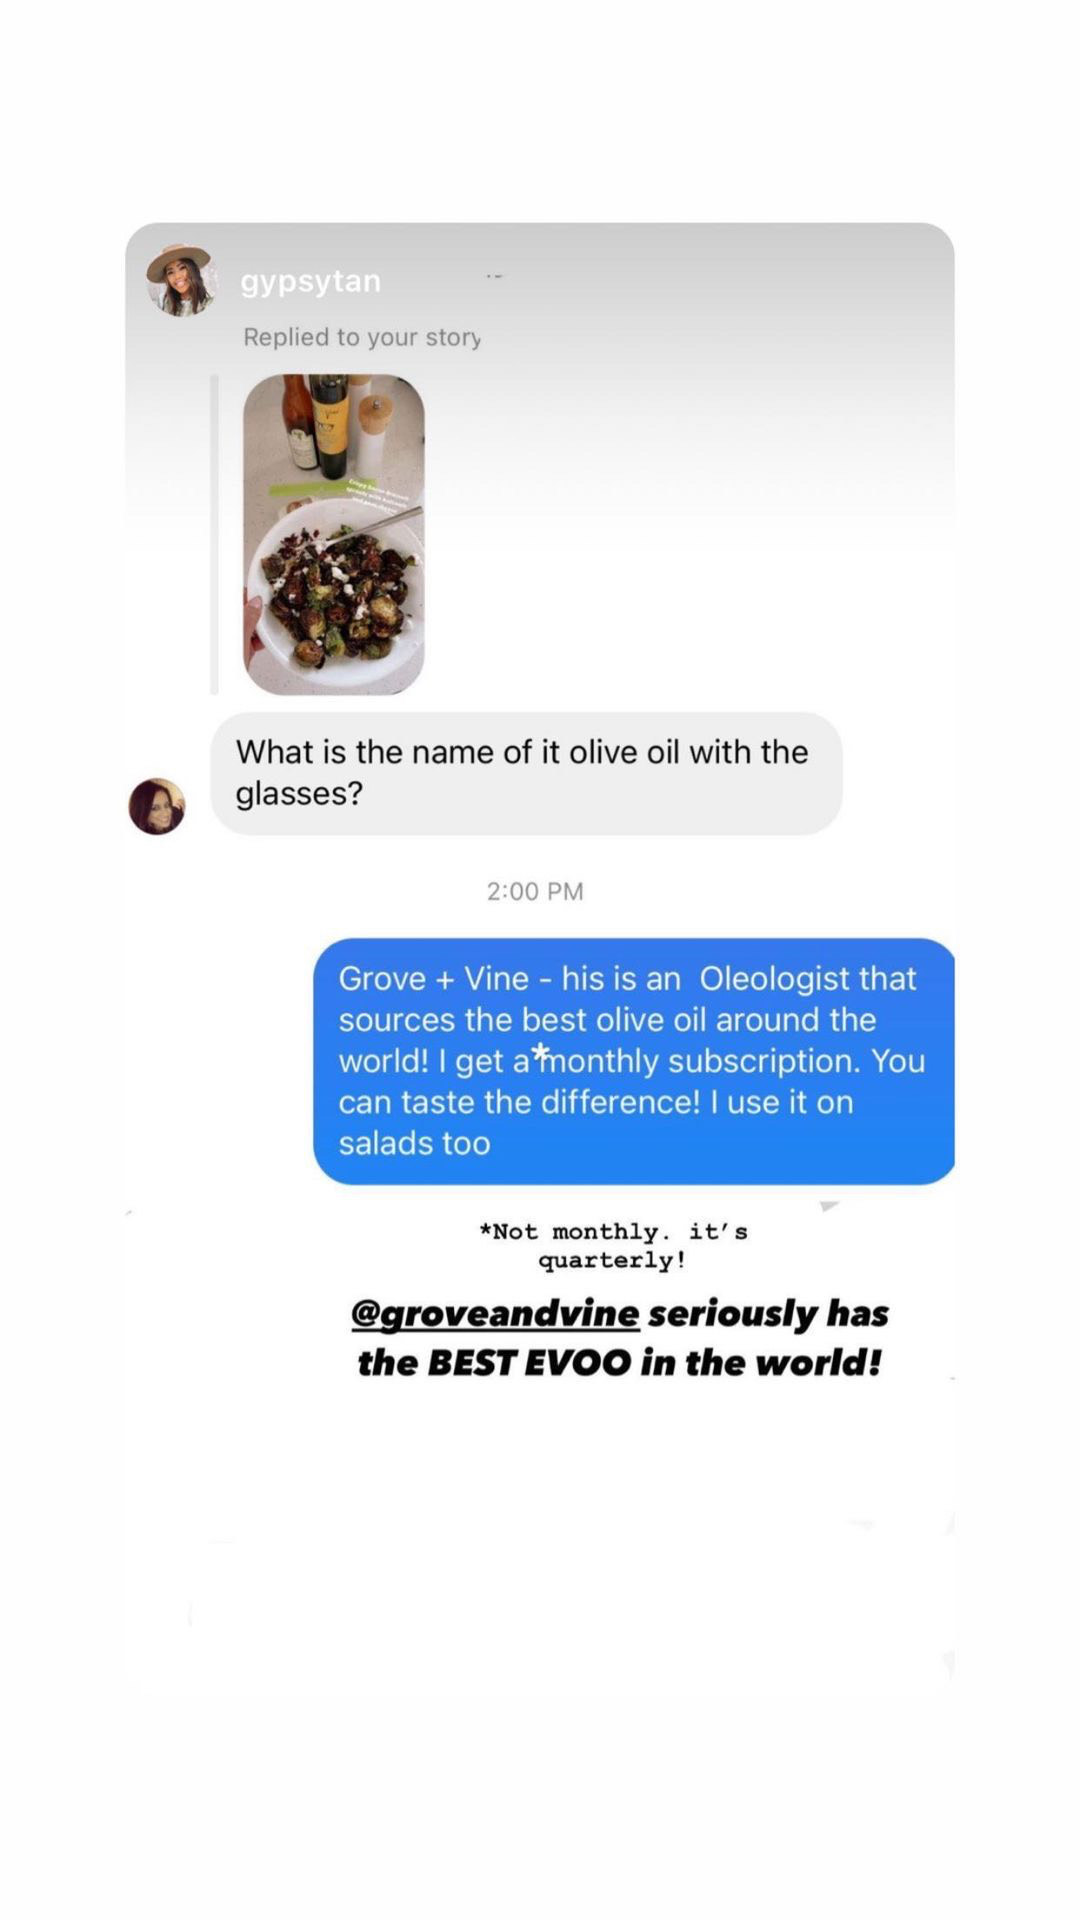 gypsytan
Replied to your story
What is the name of it olive oil with the
glasses?
2:00 PM
Grove + Vine - his is an  Oleologist that
sources the best olive oil around the
world! I get a*monthly subscription. You
can taste the difference! I use it on
salads too
*Not monthly. it's
quarterly!
@groveandvine seriously has
the BEST EVOO in the world!